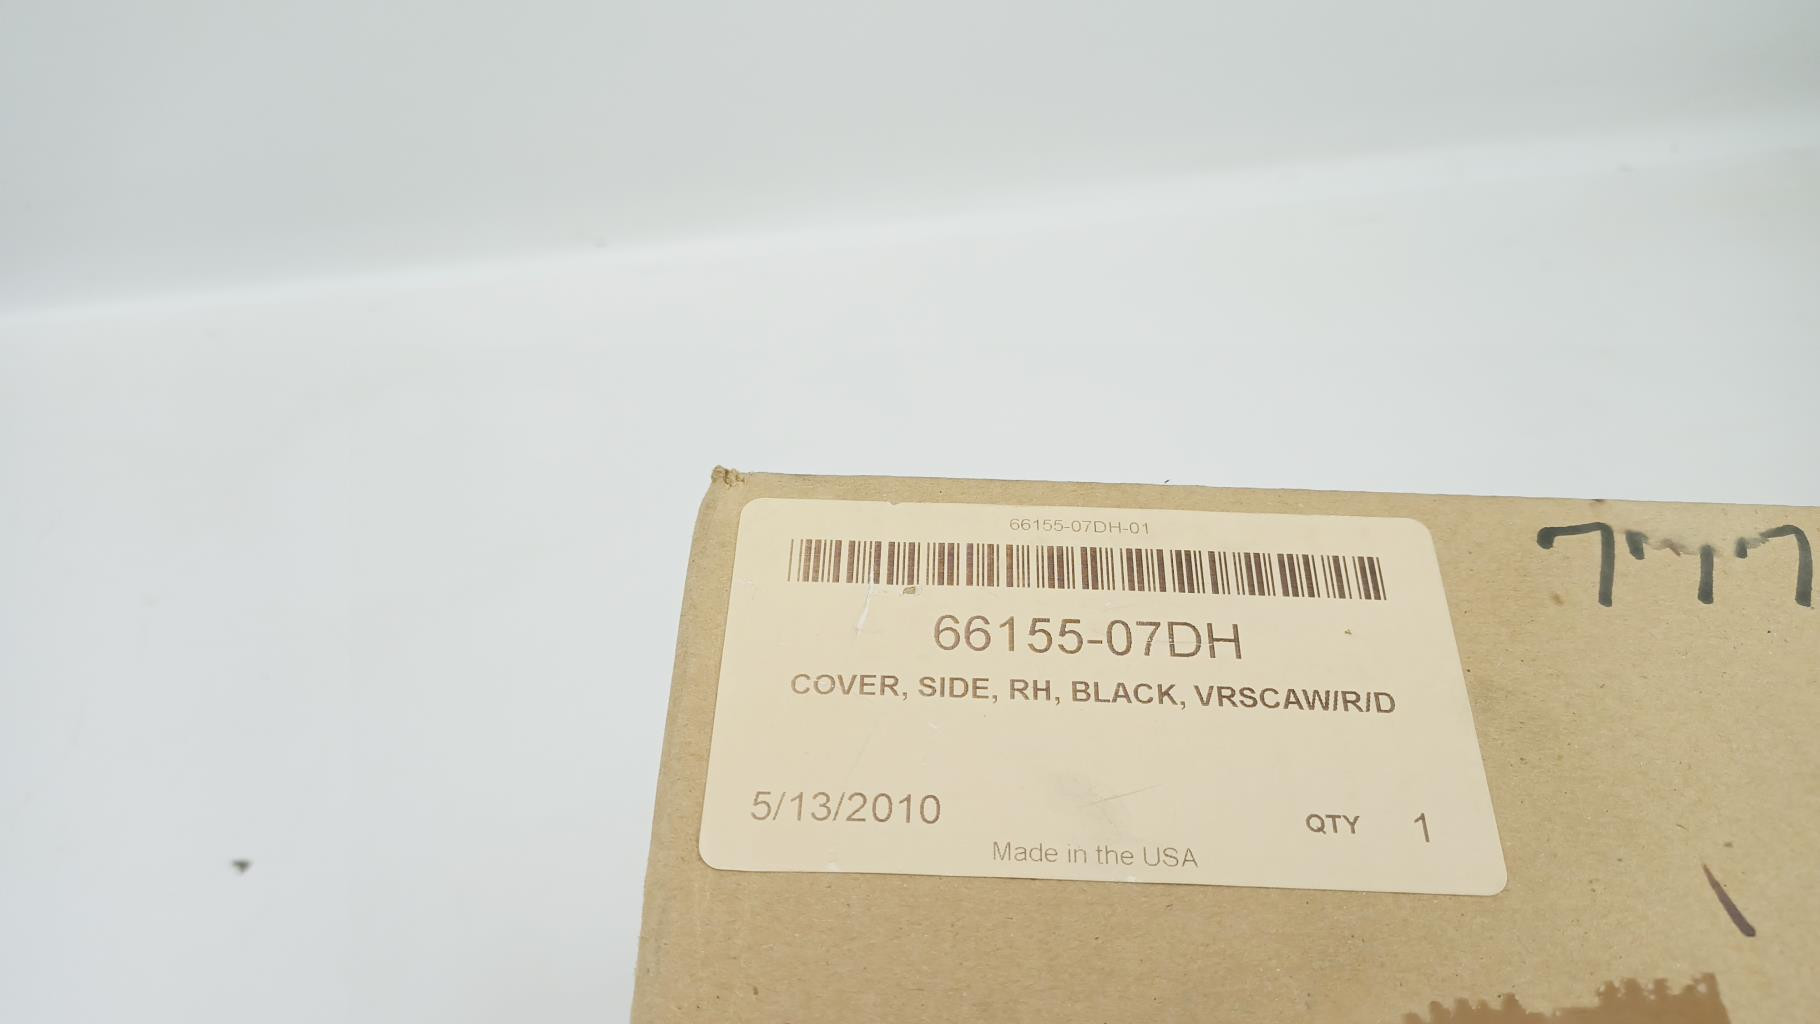 66155-07DH-01
66155-07DH
COVER, SIDE, RH, BLACK, VRSCAW/R/D
5/13/2010
QTY 1
Made in the USA